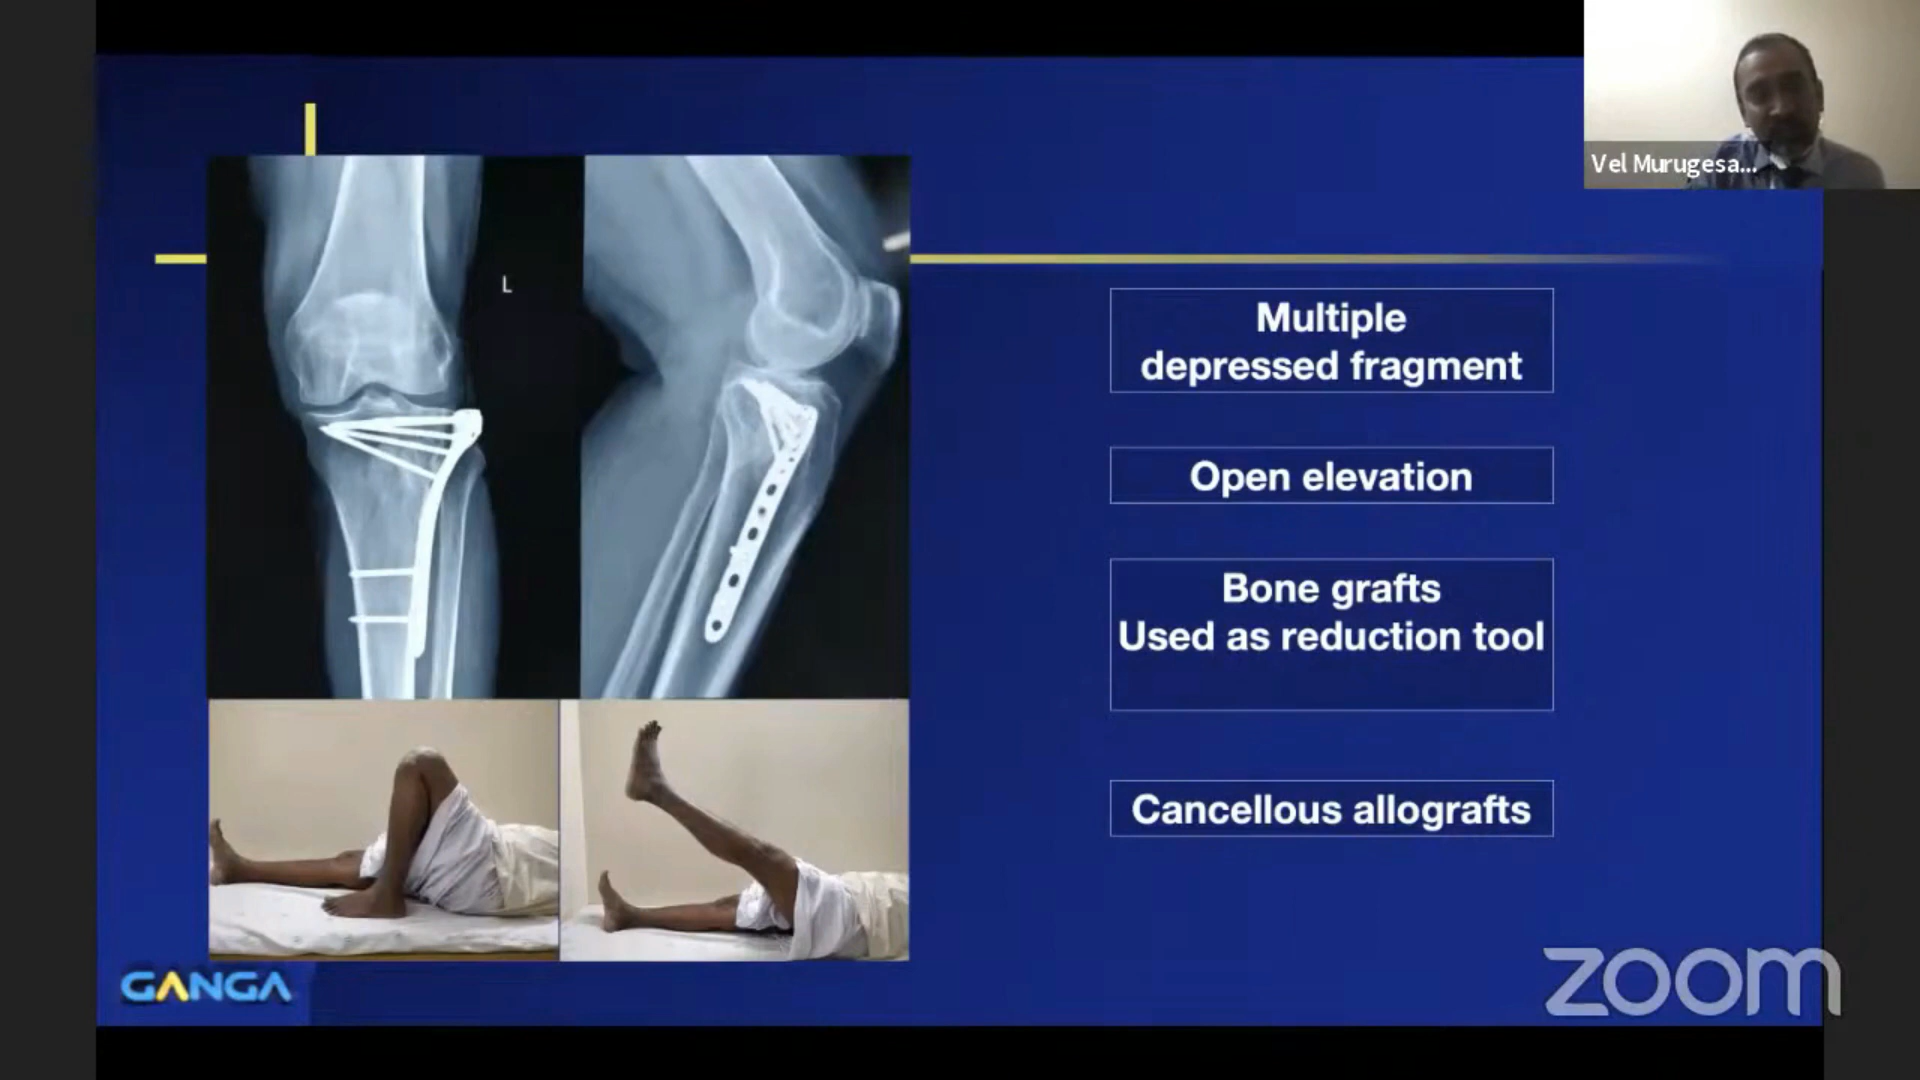 Vel Murugesa...
L
Multiple
depressed fragment
Open elevation
Bone grafts
Used as reduction tool
Cancellous allografts
GANGA
zoom